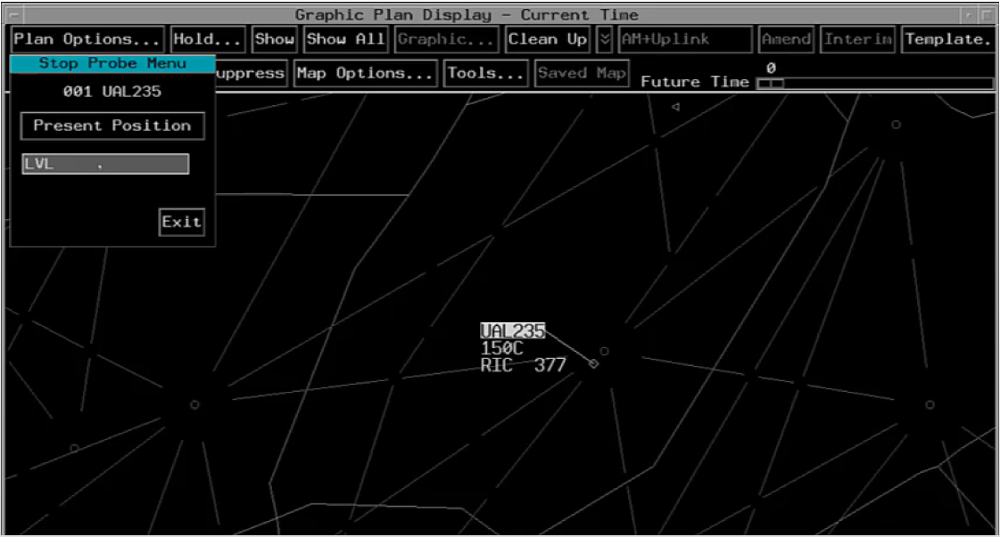 Graphic Plan Display - Current Time
Plan Options... Hold... Show Show All Graphic... Clean Up AM+Uplink Amend Interim Template.
Stop Probe Menu
uppress Map Options... Tools... Saved Map Future Time 0
001 UAL235
Present Position
LVL .
Exit
UAL235
150C
RIC 377